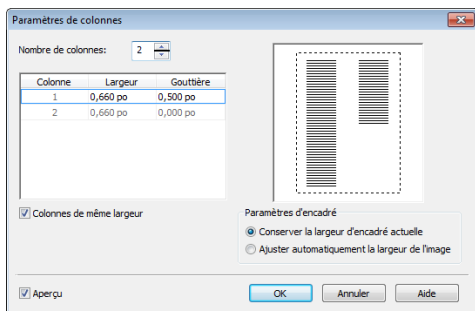 Paramètres de colonnes
Nombre de colonnes: 2
Colonne Largeur Gouttière
1 0,660 po 0,500 po
2 0,660 po 0,000 po
Colonnes de même largeur
Paramètres d'encadré
Conserver la largeur d'encadré actuelle
Ajuster automatiquement la largeur de l'image
Aperçu
OK Annuler Aide